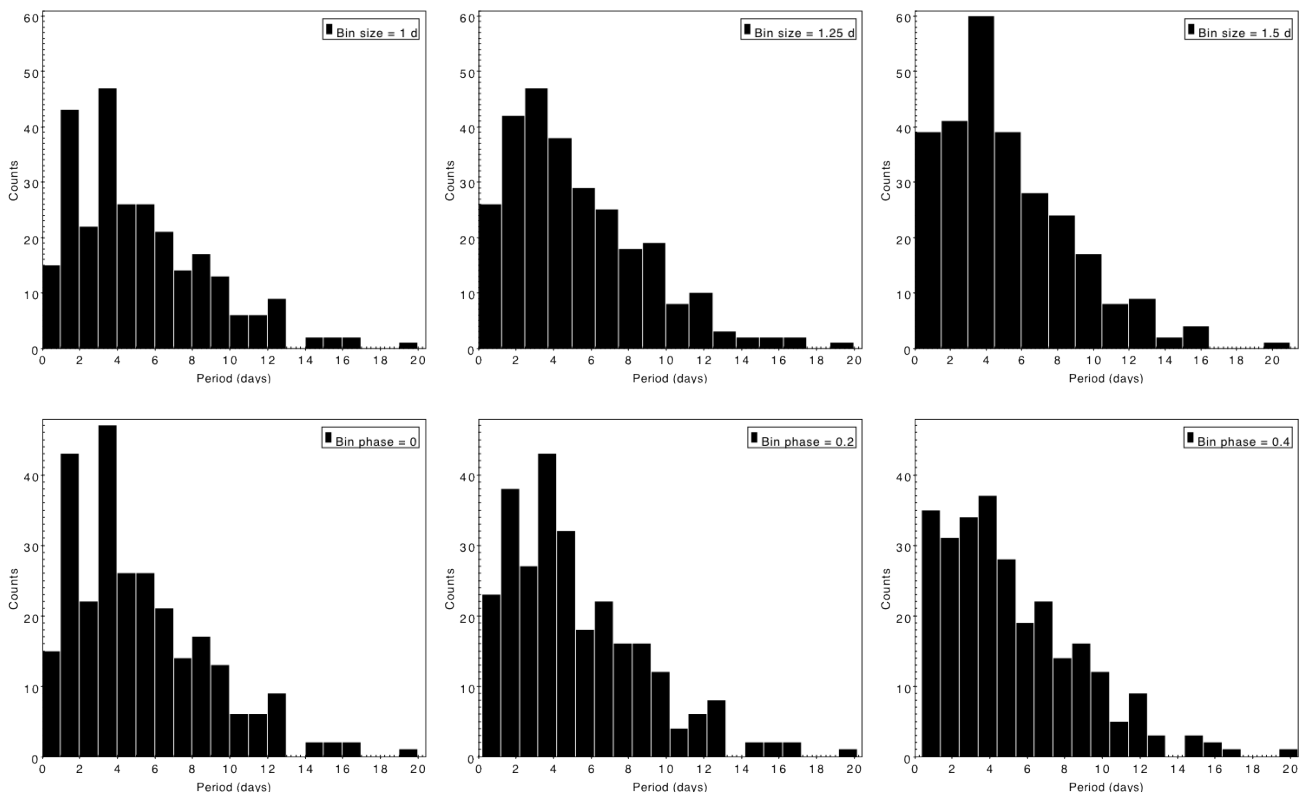 60
50
40
30
20
10
0
Counts
Bin size = 1 d
0 2 4 6 8 10 12 14 16 18 20
Period (days)
60
50
40
30
20
10
0
Counts
Bin size = 1.25 d
0 2 4 6 8 10 12 14 16 18 20
Period (days)
60
50
40
30
20
10
0
Counts
Bin size = 1.5 d
0 2 4 6 8 10 12 14 16 18 20
Period (days)
40
30
20
10
0
Counts
Bin phase = 0
0 2 4 6 8 10 12 14 16 18 20
Period (days)
40
30
20
10
0
Counts
Bin phase = 0.2
0 2 4 6 8 10 12 14 16 18 20
Period (days)
40
30
20
10
0
Counts
Bin phase = 0.4
0 2 4 6 8 10 12 14 16 18 20
Period (days)